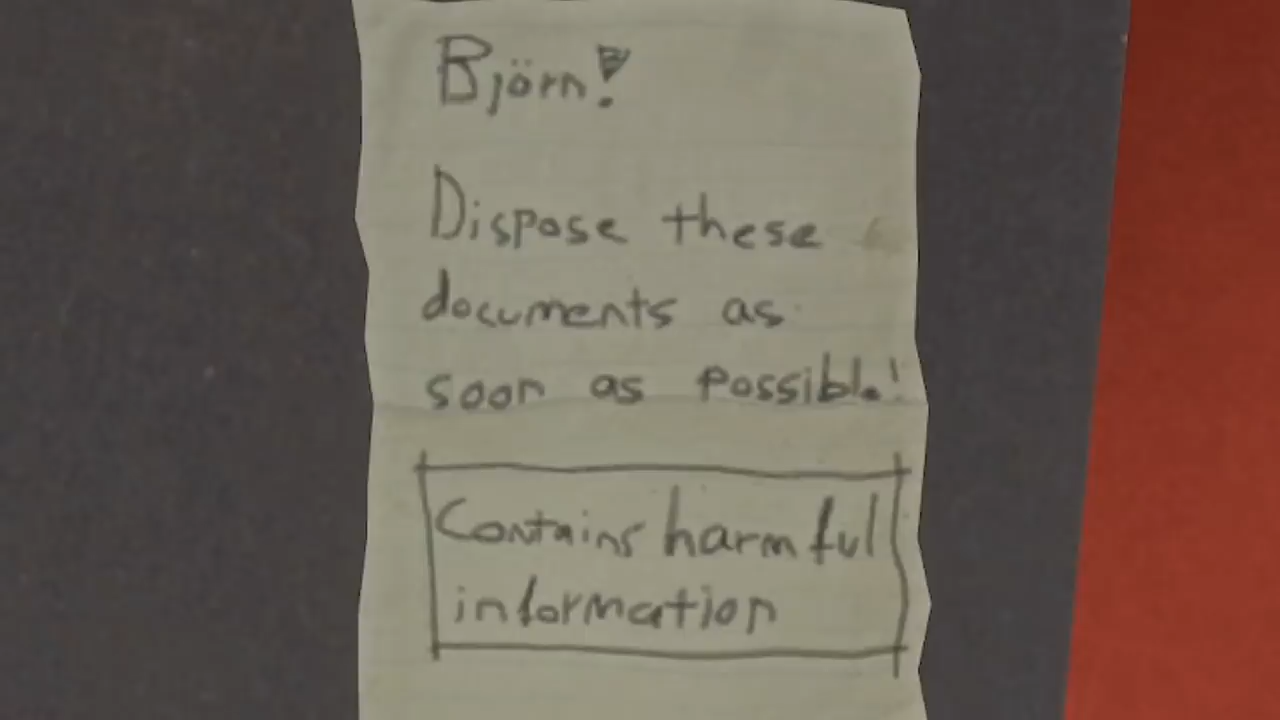 Björn!
Dispose these
documents as
soon as possible!
Contains harmful
information